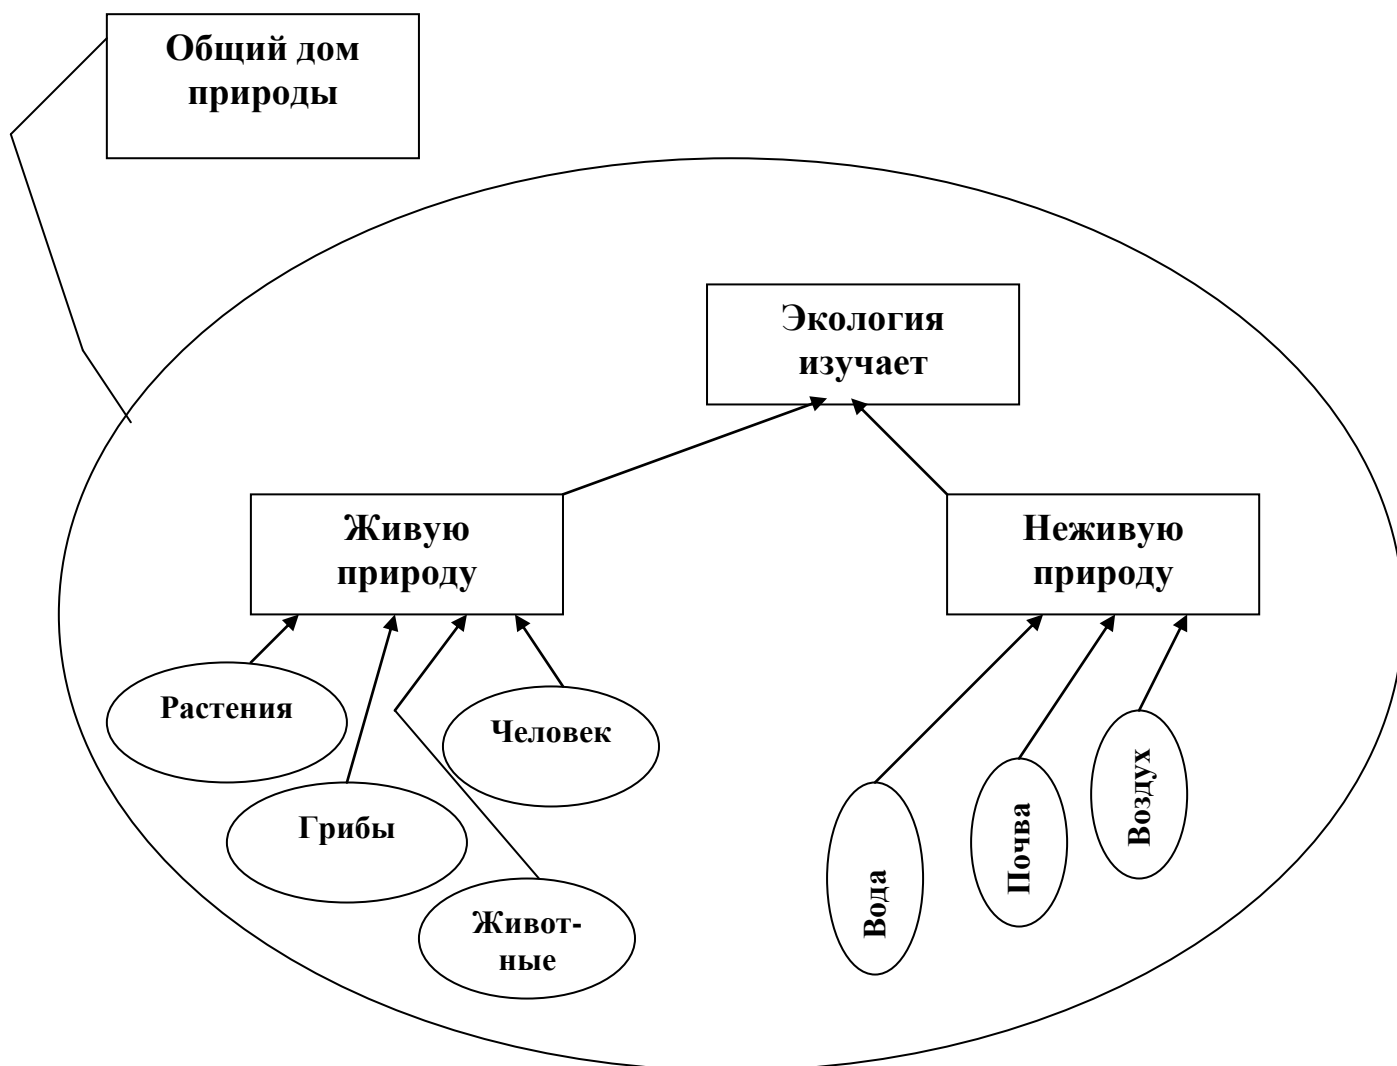 Общий дом
природы
Экология
изучает
Живую
природу
Неживую
природу
Растения
Человек
Грибы
Живот-
ные
Вода
Почва
Воздух